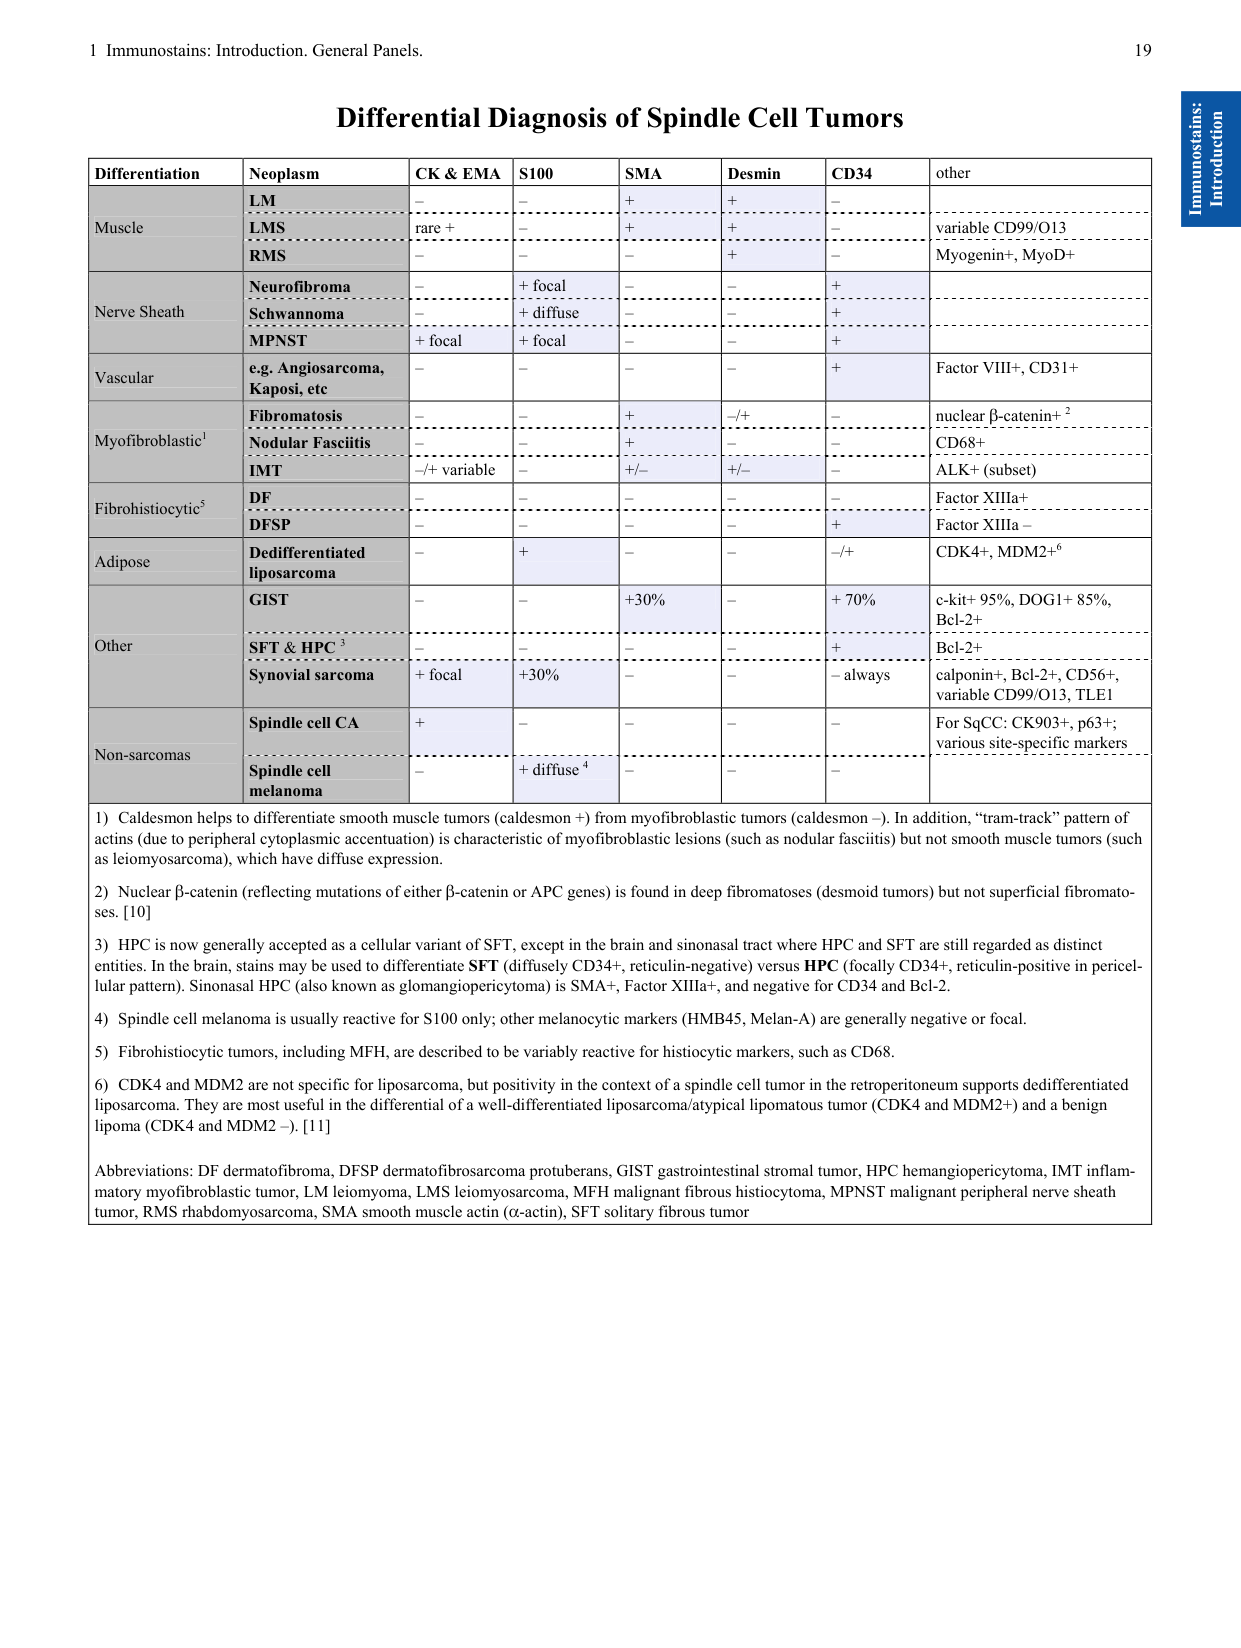 1 Immunostains: Introduction. General Panels. 19
Immunostains:
Introduction
Differential Diagnosis of Spindle Cell Tumors
Differentiation Neoplasm CK & EMA S100 SMA Desmin CD34 other
Muscle
LM – – + + –
LMS rare + – + + – variable CD99/O13
RMS – – – + – Myogenin+, MyoD+
Nerve Sheath
Neurofibroma – + focal – – +
Schwannoma – + diffuse – – +
MPNST + focal + focal – – +
Vascular
e.g. Angiosarcoma, – – – – + Factor VIII+, CD31+
Kaposi, etc
Myofibroblastic1
Fibromatosis – – + –/+ – nuclear β-catenin+ 2
Nodular Fasciitis – – + – – CD68+
IMT –/+ variable – +/– +/– – ALK+ (subset)
Fibrohistiocytic5
DF – – – – – Factor XIIIa+
DFSP – – – – + Factor XIIIa –
Adipose
Dedifferentiated – + – – –/+ CDK4+, MDM2+6
liposarcoma
Other
GIST – – +30% – + 70% c-kit+ 95%, DOG1+ 85%,
Bcl-2+
SFT & HPC 3 – – – – + Bcl-2+
Synovial sarcoma + focal +30% – – – always calponin+, Bcl-2+, CD56+,
variable CD99/O13, TLE1
Non-sarcomas
Spindle cell CA + – – – – For SqCC: CK903+, p63+;
various site-specific markers
Spindle cell – + diffuse 4 – – –
melanoma
1) Caldesmon helps to differentiate smooth muscle tumors (caldesmon +) from myofibroblastic tumors (caldesmon –). In addition, “tram-track” pattern of
actins (due to peripheral cytoplasmic accentuation) is characteristic of myofibroblastic lesions (such as nodular fasciitis) but not smooth muscle tumors (such
as leiomyosarcoma), which have diffuse expression.
2) Nuclear β-catenin (reflecting mutations of either β-catenin or APC genes) is found in deep fibromatoses (desmoid tumors) but not superficial fibromato-
ses. [10]
3) HPC is now generally accepted as a cellular variant of SFT, except in the brain and sinonasal tract where HPC and SFT are still regarded as distinct
entities. In the brain, stains may be used to differentiate SFT (diffusely CD34+, reticulin-negative) versus HPC (focally CD34+, reticulin-positive in pericel-
lular pattern). Sinonasal HPC (also known as glomangiopericytoma) is SMA+, Factor XIIIa+, and negative for CD34 and Bcl-2.
4) Spindle cell melanoma is usually reactive for S100 only; other melanocytic markers (HMB45, Melan-A) are generally negative or focal.
5) Fibrohistiocytic tumors, including MFH, are described to be variably reactive for histiocytic markers, such as CD68.
6) CDK4 and MDM2 are not specific for liposarcoma, but positivity in the context of a spindle cell tumor in the retroperitoneum supports dedifferentiated
liposarcoma. They are most useful in the differential of a well-differentiated liposarcoma/atypical lipomatous tumor (CDK4 and MDM2+) and a benign
lipoma (CDK4 and MDM2 –). [11]
Abbreviations: DF dermatofibroma, DFSP dermatofibrosarcoma protuberans, GIST gastrointestinal stromal tumor, HPC hemangiopericytoma, IMT inflam-
matory myofibroblastic tumor, LM leiomyoma, LMS leiomyosarcoma, MFH malignant fibrous histiocytoma, MPNST malignant peripheral nerve sheath
tumor, RMS rhabdomyosarcoma, SMA smooth muscle actin (α-actin), SFT solitary fibrous tumor